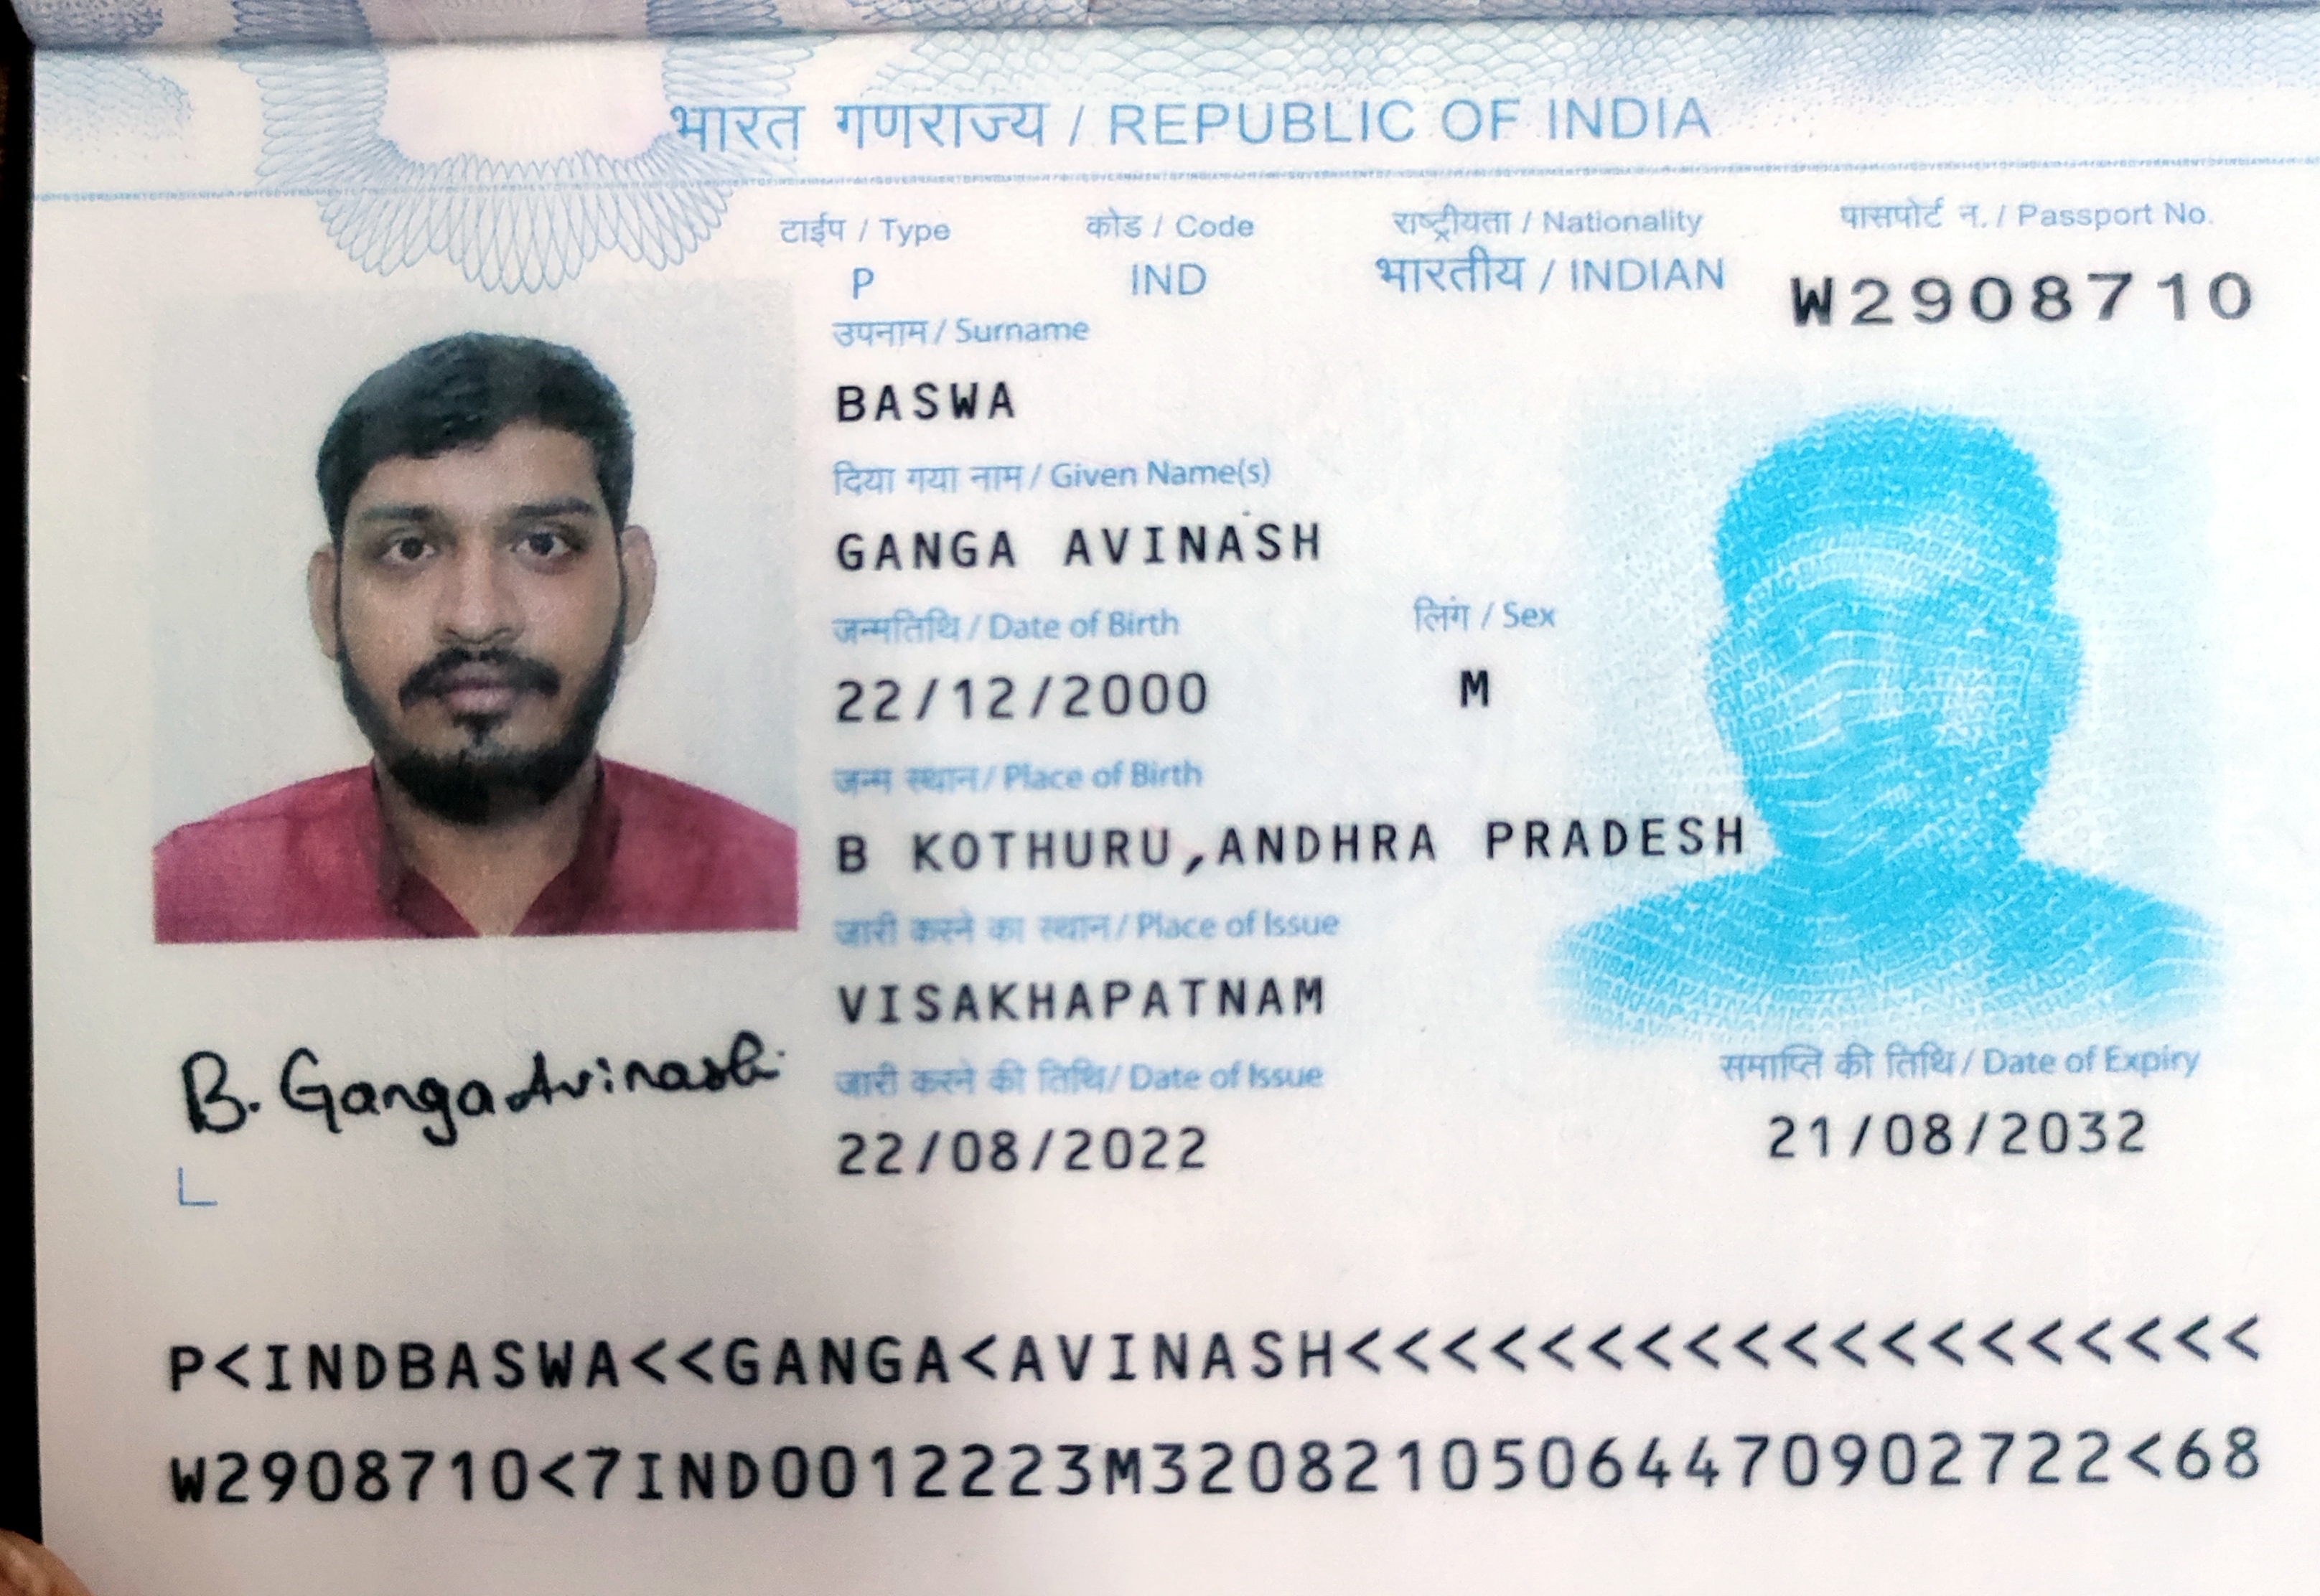 भारत गणराज्य / REPUBLIC OF INDIA
टाईप / Type कोड / Code राष्ट्रीयता / Nationality पासपोर्ट न. / Passport No.
P IND भारतीय / INDIAN W2908710
उपनाम / Surname
BASWA
दिया गया नाम / Given Name(s)
GANGA AVINASH
जन्मतिथि / Date of Birth लिंग / Sex
22/12/2000 M
जन्म स्थान / Place of Birth
B KOTHURU,ANDHRA PRADESH
जारी करने का स्थान / Place of Issue
VISAKHAPATNAM
B. Ganga Avinash
जारी करने की तिथि / Date of Issue समाप्ति की तिथि / Date of Expiry
22/08/2022 21/08/2032
P<INDBASWA<<GANGA<AVINASH<<<<<<<<<<<<<<<<<<<
W2908710<7IND0012223M32082105064470902722<68